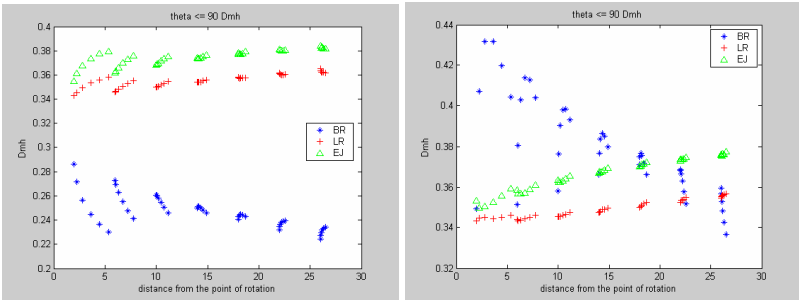 theta <= 90 Dmh
0.4
0.38
0.36
0.34
0.32
0.3
0.28
0.26
0.24
0.22
0.2
Dmh
BR
LR
EJ
0 5 10 15 20 25 30
distance from the point of rotation
theta <= 90 Dmh
0.44
0.42
0.4
0.38
0.36
0.34
0.32
Dmh
BR
LR
EJ
0 5 10 15 20 25 30
distance from the point of rotation